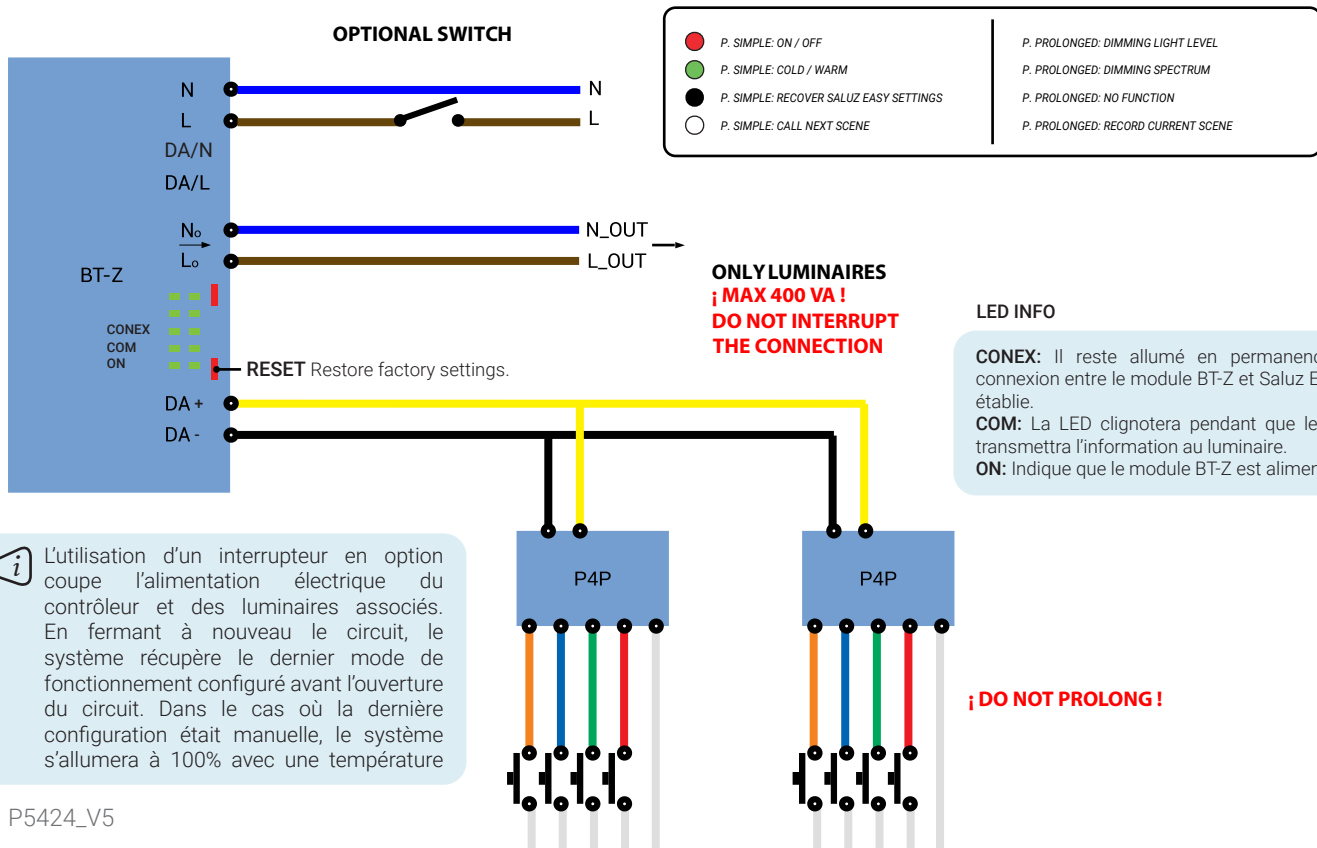 OPTIONAL SWITCH
P. SIMPLE: ON / OFF
P. PROLONGED: DIMMING LIGHT LEVEL
P. SIMPLE: COLD / WARM
P. PROLONGED: DIMMING SPECTRUM
P. SIMPLE: RECOVER SALUZ EASY SETTINGS
P. PROLONGED: NO FUNCTION
P. SIMPLE: CALL NEXT SCENE
P. PROLONGED: RECORD CURRENT SCENE
N
N
L
L
DA/N
DA/L
No
N_OUT
Lo
L_OUT
BT-Z
ONLY LUMINAIRES
¡ MAX 400 VA !
DO NOT INTERRUPT
THE CONNECTION
CONEX
COM
ON
RESET Restore factory settings.
DA +
DA -
LED INFO
CONEX: Il reste allumé en permanenc
connexion entre le module BT-Z et Saluz E
établie.
COM: La LED clignotera pendant que le
transmettra l'information au luminaire.
ON: Indique que le module BT-Z est alimen
i
L'utilisation d'un interrupteur en option
coupe l'alimentation électrique du
contrôleur et des luminaires associés.
En fermant à nouveau le circuit, le
système récupère le dernier mode de
fonctionnement configuré avant l'ouverture
du circuit. Dans le cas où la dernière
configuration était manuelle, le système
s'allumera à 100% avec une température
P4P
P4P
¡ DO NOT PROLONG !
P5424_V5